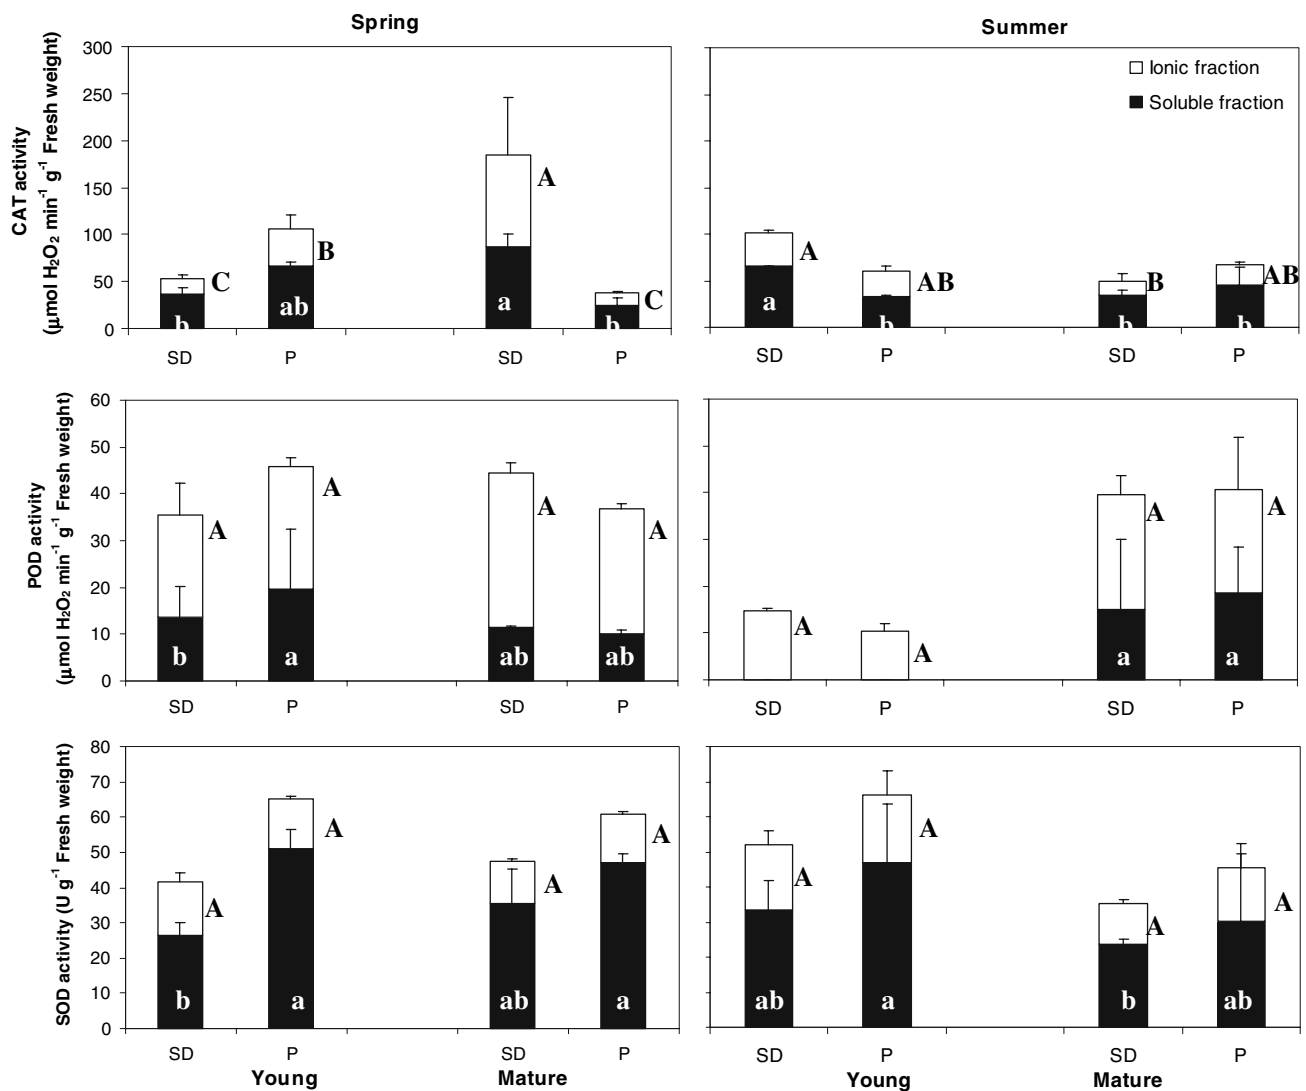 Spring
Summer
CAT activity
(µmol H₂O₂ min⁻¹ g⁻¹ Fresh weight)
300
250
200
150
100
50
0
C
B
A
C
b
ab
a
b
SD
P
SD
P
Ionic fraction
Soluble fraction
A
AB
B
AB
a
b
b
b
SD
P
SD
P
POD activity
(µmol H₂O₂ min⁻¹ g⁻¹ Fresh weight)
60
50
40
30
20
10
0
A
A
A
A
b
a
ab
ab
SD
P
SD
P
A
A
A
A
a
a
SD
P
SD
P
SOD activity (U g⁻¹ Fresh weight)
80
70
60
50
40
30
20
10
0
A
A
A
A
b
a
ab
a
SD
P
SD
P
Young
Mature
A
A
A
A
ab
a
b
ab
SD
P
SD
P
Young
Mature